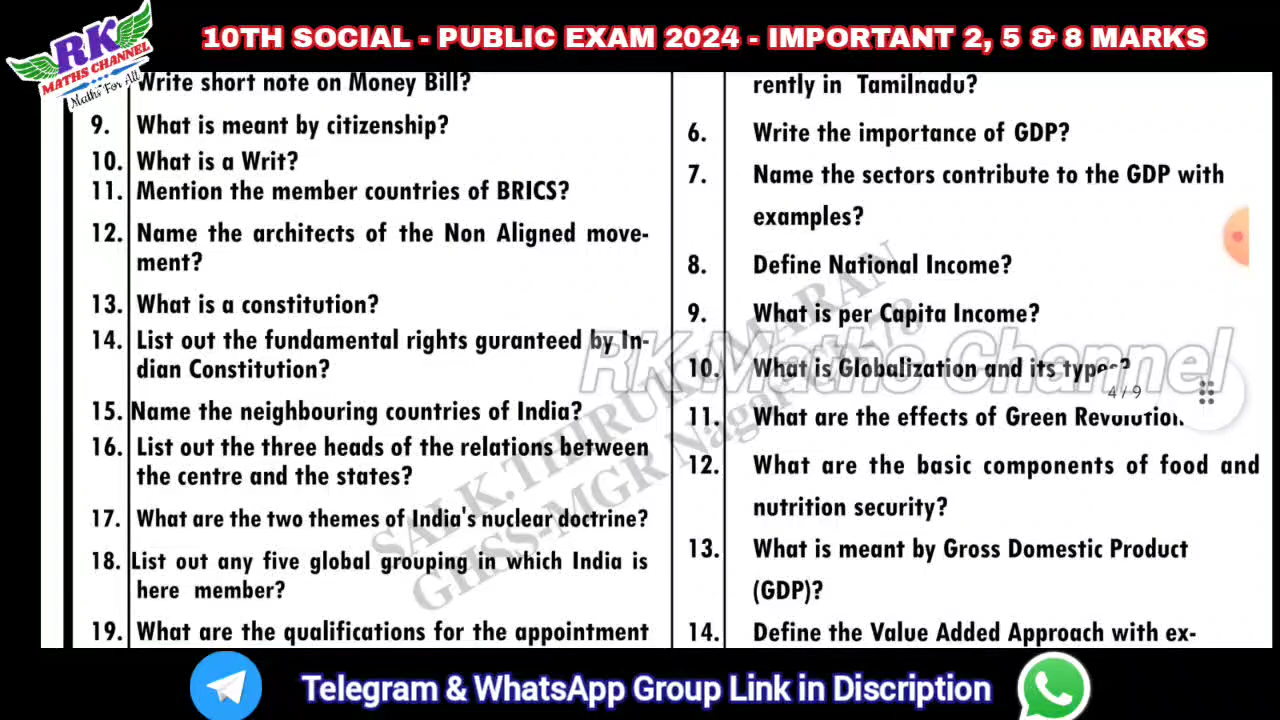 RK
MATHS CHANNEL
Maths For All
10TH SOCIAL - PUBLIC EXAM 2024 - IMPORTANT 2, 5 & 8 MARKS
Write short note on Money Bill?
9. What is meant by citizenship?
10. What is a Writ?
11. Mention the member countries of BRICS?
12. Name the architects of the Non Aligned move-
ment?
13. What is a constitution?
14. List out the fundamental rights guranteed by In-
dian Constitution?
15. Name the neighbouring countries of India?
16. List out the three heads of the relations between
the centre and the states?
17. What are the two themes of India's nuclear doctrine?
18. List out any five global grouping in which India is
here member?
19. What are the qualifications for the appointment
rently in Tamilnadu?
6. Write the importance of GDP?
7. Name the sectors contribute to the GDP with
examples?
8. Define National Income?
9. What is per Capita Income?
10. What is Globalization and its types?
11. What are the effects of Green Revolution
12. What are the basic components of food and
nutrition security?
13. What is meant by Gross Domestic Product
(GDP)?
14. Define the Value Added Approach with ex-
4/9
RK Maths Channel
GHSS-MGR
Telegram & WhatsApp Group Link in Discription